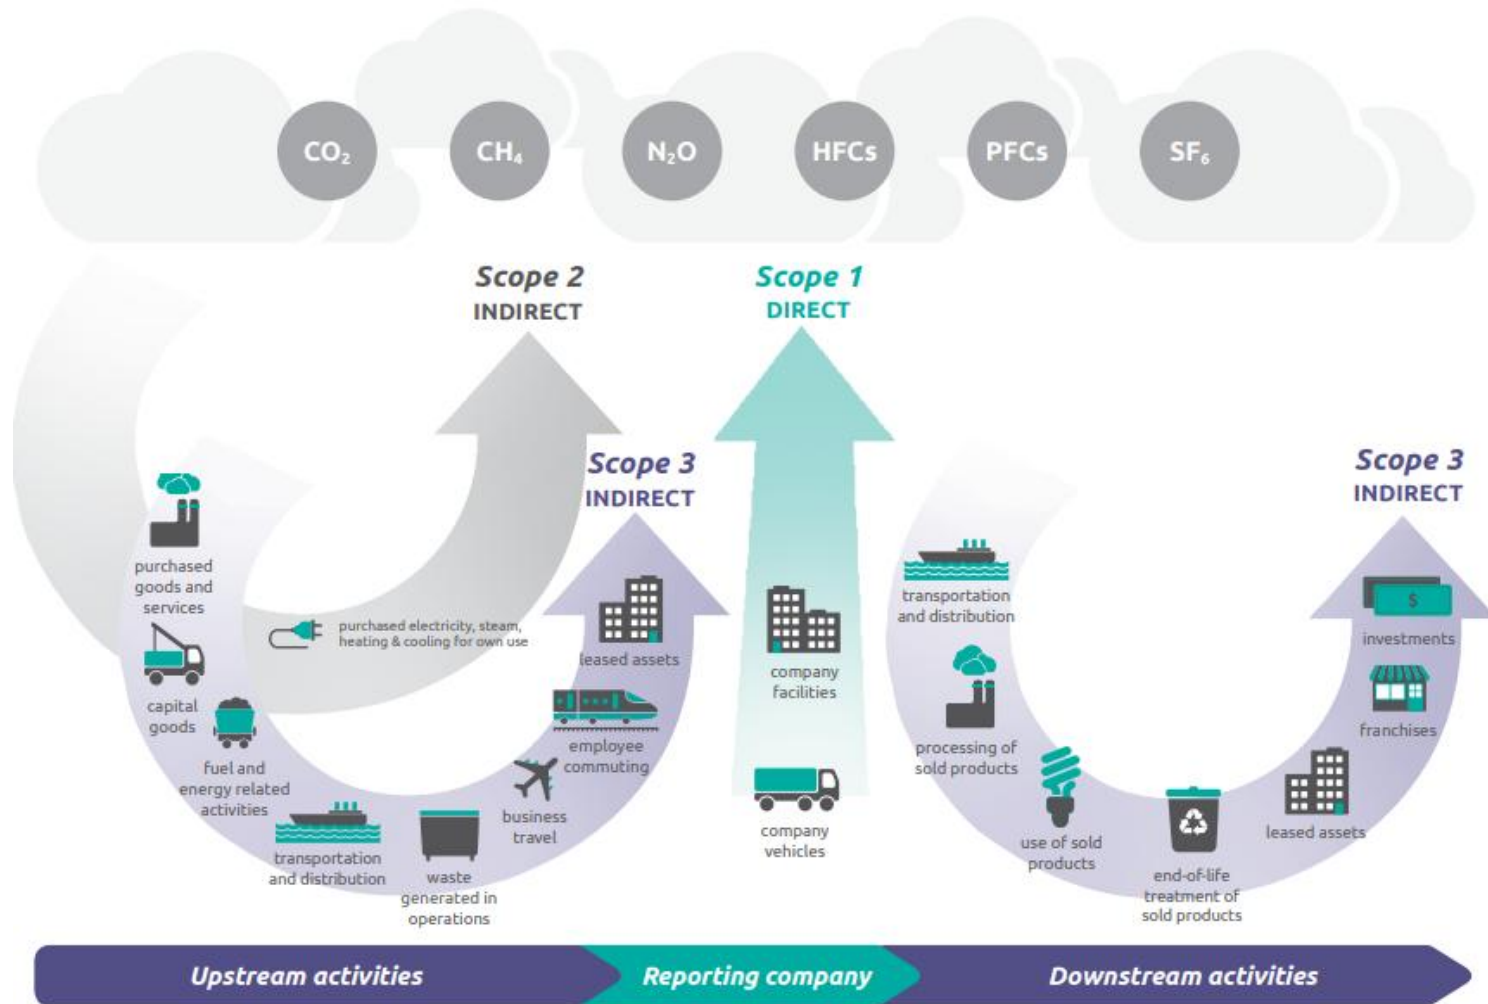 CO₂
CH₄
N₂O
HFCs
PFCs
SF₆
Scope 2
INDIRECT
Scope 1
DIRECT
Scope 3
INDIRECT
Scope 3
INDIRECT
purchased
goods and
services
capital
goods
fuel and
energy related
activities
purchased electricity, steam,
heating & cooling for own use
transportation
and distribution
waste
generated in
operations
business
travel
employee
commuting
leased assets
company
facilities
company
vehicles
transportation
and distribution
processing of
sold products
use of sold
products
end-of-life
treatment of
sold products
leased assets
franchises
$
investments
Upstream activities
Reporting company
Downstream activities